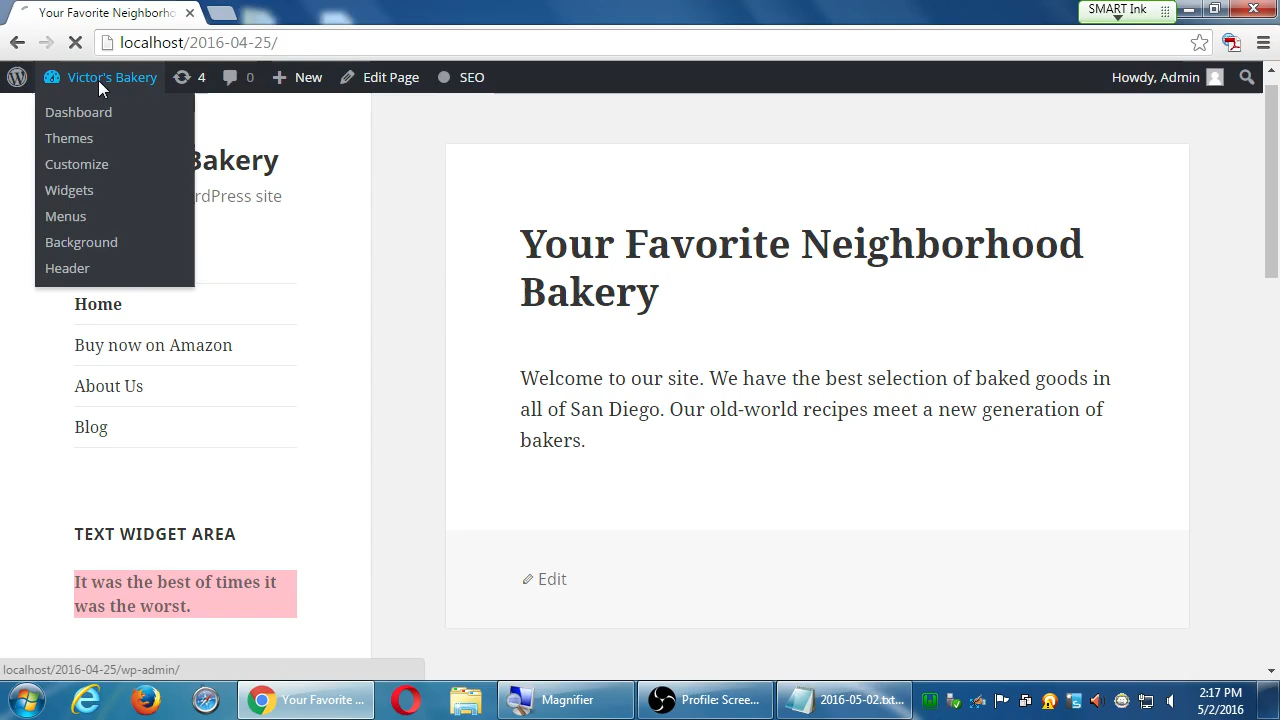 Your Favorite Neighborho
SMART Ink
localhost/2016-04-25/
Victor's Bakery
4
0
New
Edit Page
SEO
Howdy, Admin
Dashboard
Themes
Customize
Widgets
Menus
Background
Header
Bakery
rdPress site
Home
Buy now on Amazon
About Us
Blog
TEXT WIDGET AREA
It was the best of times it
was the worst.
Your Favorite Neighborhood
Bakery
Welcome to our site. We have the best selection of baked goods in
all of San Diego. Our old-world recipes meet a new generation of
bakers.
Edit
localhost/2016-04-25/wp-admin/
Your Favorite ...
Magnifier
Profile: Scree...
2016-05-02.txt...
2:17 PM
5/2/2016